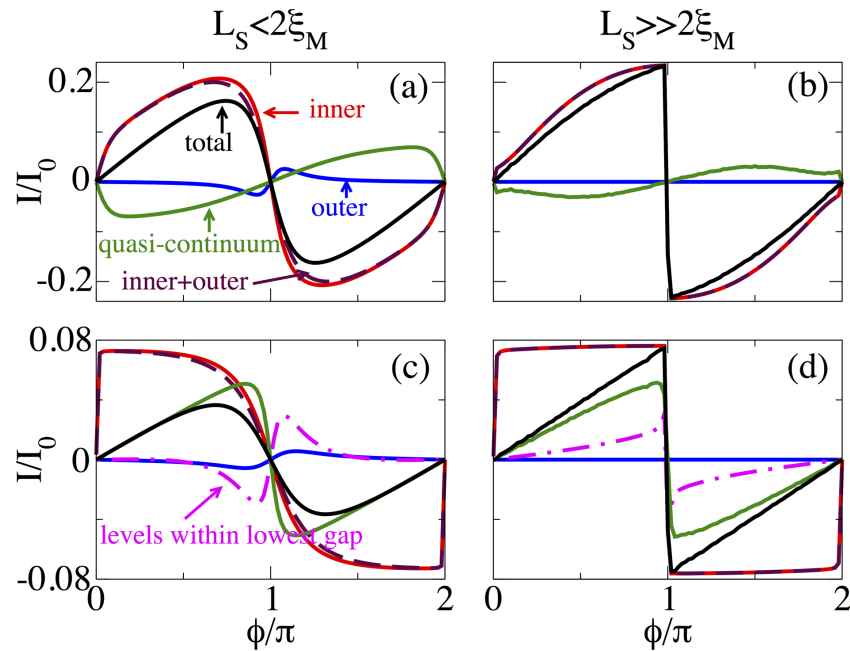 L_S<2ξ_M
L_S>>2ξ_M
0.2
I/I_0
0
-0.2
(a)
inner
total
outer
quasi-continuum
inner+outer
(b)
0.08
I/I_0
0
-0.08
(c)
levels within lowest gap
(d)
0 1 2
ϕ/π
0 1 2
ϕ/π